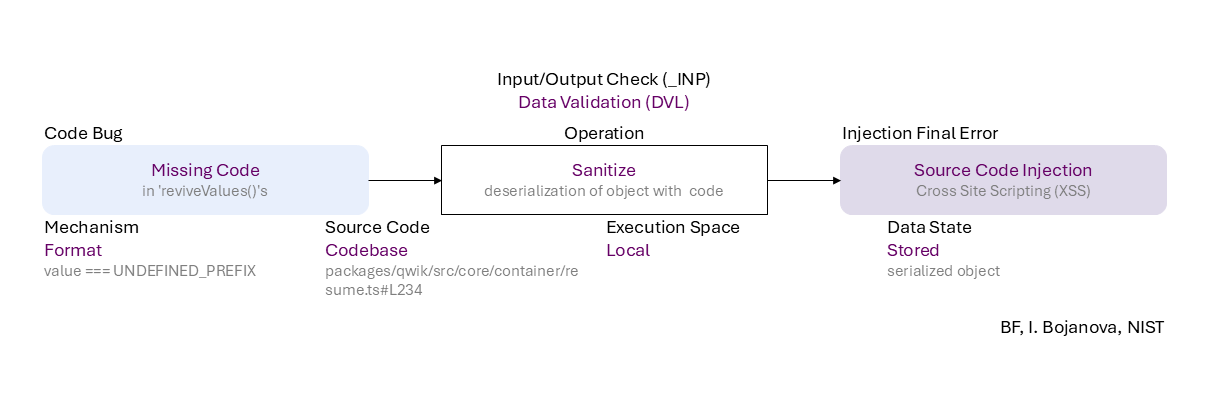 Input/Output Check (_INP)
Data Validation (DVL)
Code Bug
Operation
Injection Final Error
Missing Code
in 'reviveValues()'s
Sanitize
deserialization of object with  code
Source Code Injection
Cross Site Scripting (XSS)
Mechanism
Format
value === UNDEFINED_PREFIX
Source Code
Codebase
packages/qwik/src/core/container/re
sume.ts#L234
Execution Space
Local
Data State
Stored
serialized object
BF, I. Bojanova, NIST